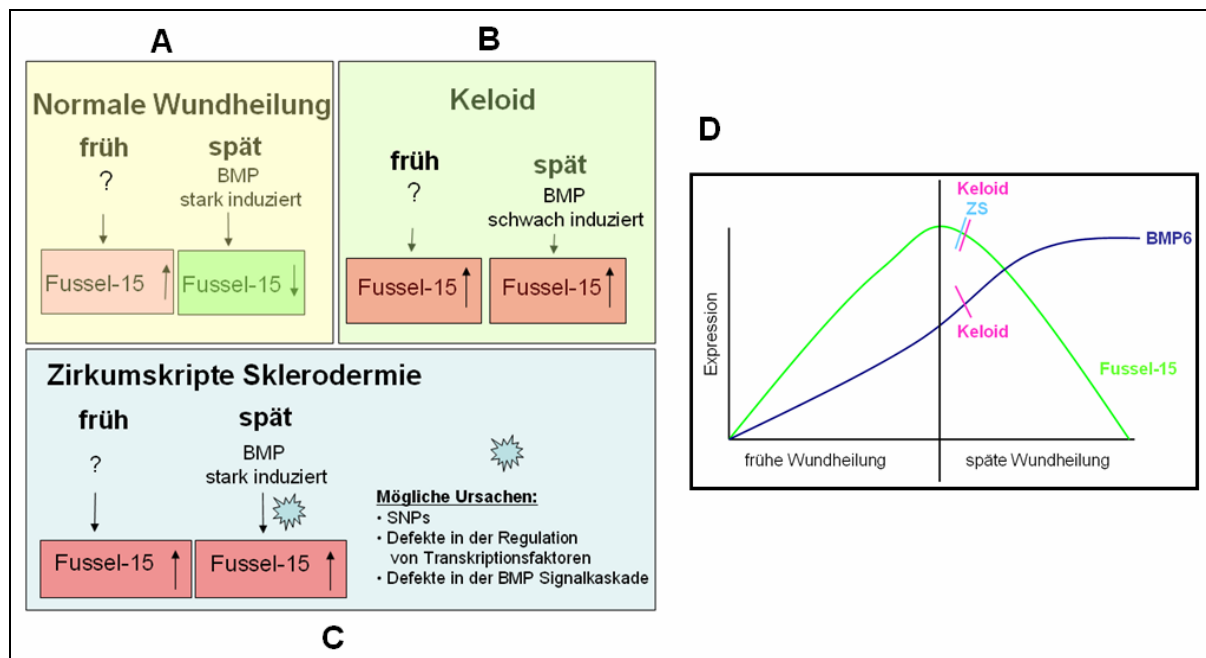 A
Normale Wundheilung
früh
spät
?
BMP
stark induziert
Fussel-15
Fussel-15
B
Keloid
früh
spät
?
BMP
schwach induziert
Fussel-15
Fussel-15
Zirkumskripte Sklerodermie
früh
spät
?
BMP
stark induziert
Fussel-15
Fussel-15
Mögliche Ursachen:
• SNPs
• Defekte in der Regulation
von Transkriptionsfaktoren
• Defekte in der BMP Signalkaskade
C
D
Keloid
ZS
BMP6
Keloid
Fussel-15
Expression
frühe Wundheilung
späte Wundheilung